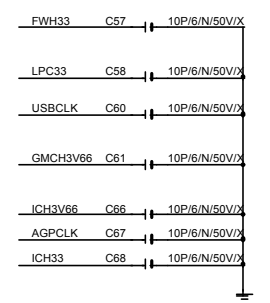 FWH33 C57 10P/6/N/50V/X
LPC33 C58 10P/6/N/50V/X
USBCLK C60 10P/6/N/50V/X
GMCH3V66 C61 10P/6/N/50V/X
ICH3V66 C66 10P/6/N/50V/X
AGPCLK C67 10P/6/N/50V/X
ICH33 C68 10P/6/N/50V/X